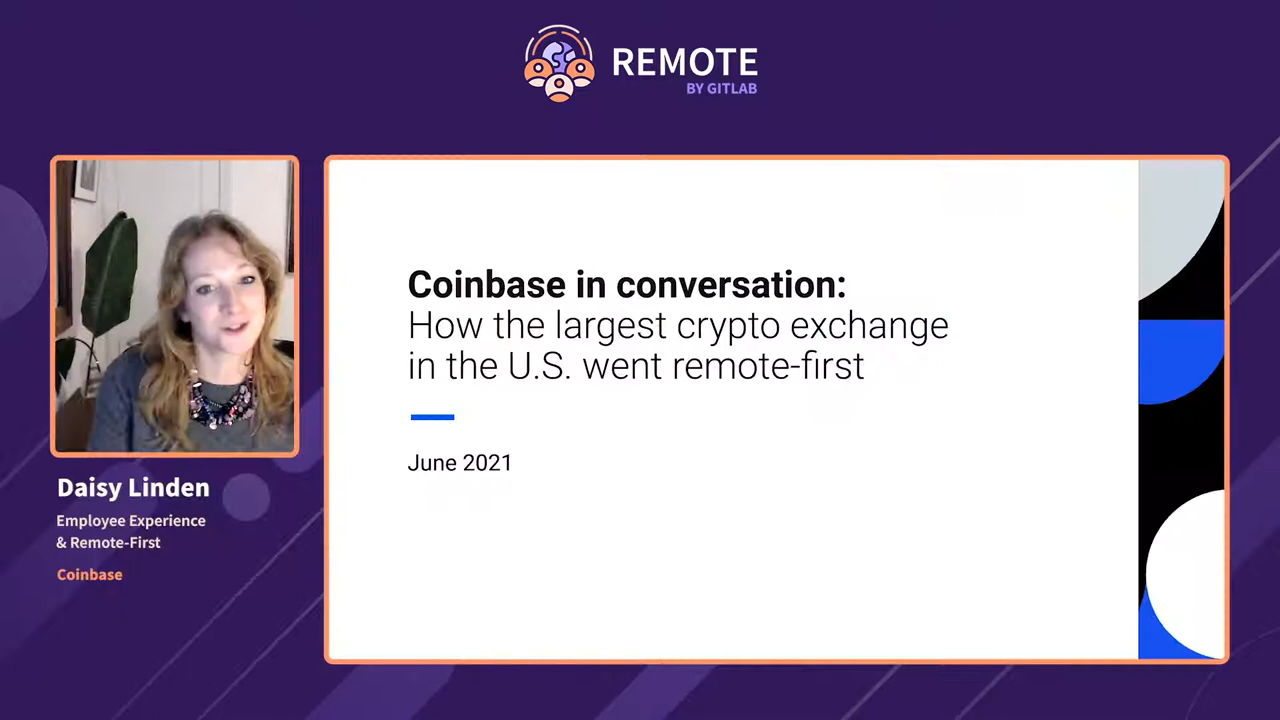 REMOTE
BY GITLAB
Coinbase in conversation:
How the largest crypto exchange
in the U.S. went remote-first
June 2021
Daisy Linden
Employee Experience
& Remote-First
Coinbase